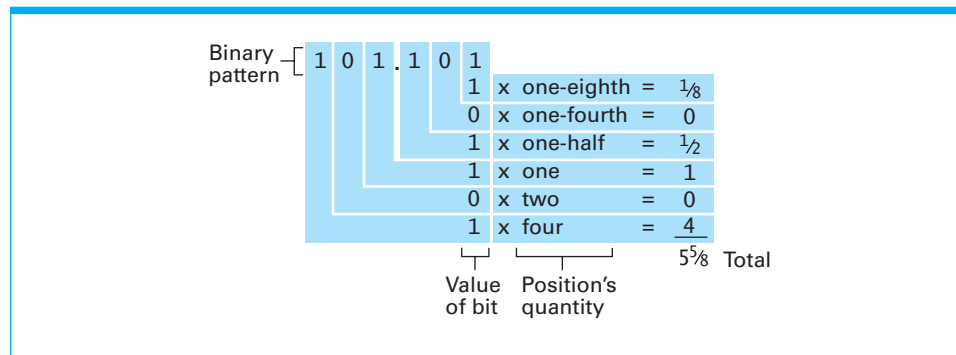 Binary
pattern
1 0 1 . 1 0 1
1 x one-eighth = 1/8
0 x one-fourth = 0
1 x one-half = 1/2
1 x one = 1
0 x two = 0
1 x four = 4
5 5/8 Total
Value
of bit
Position's
quantity